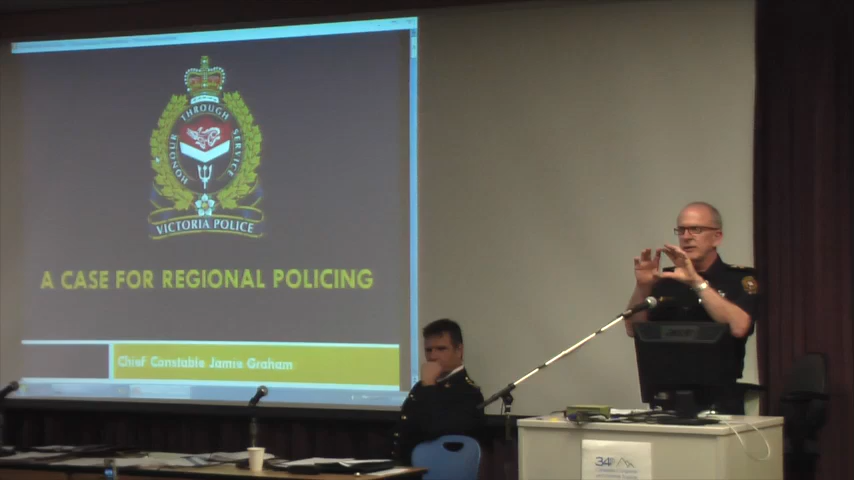 HONOUR THROUGH SERVICE
VICTORIA POLICE
A CASE FOR REGIONAL POLICING
Chief Constable Jamie Graham
34